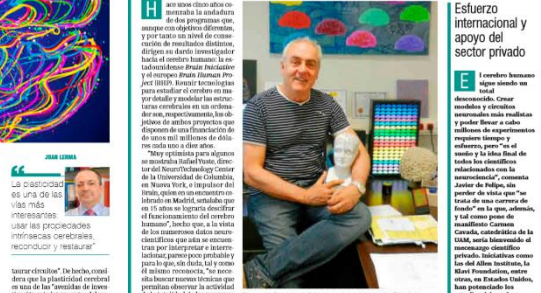 JUAN LERMA
La plasticidad
es una de las
vías más
interesantes:
usar las propiedades
intrínsecas cerebrales,
reconducir y restaurar"
taurar circuitos". De hecho, consi-
dera que la plasticidad cerebral
es una de las "avenidas de inves-
Hace unos cinco años co-
menzaba la andadura
de dos programas que,
aunque con objetivos diferentes,
y por tanto un nivel de conse-
cución de resultados distintos,
dirigen su dardo investigador
hacia el cerebro humano: la es-
tadounidense Brain Iniciative
y el europeo Brain Human Pro-
ject (BHP). Reunir tecnologías
para estudiar el cerebro en ma-
yor detalle y modelar las estruc-
turas cerebrales en un ordena-
dor son, respectivamente, los ob-
jetivos de ambos proyectos que
disponen de una financiación de
de unos mil millones de dóla-
res cada uno a diez años.
"Muy optimista para algunos
se mostraba Rafael Yuste, direc-
tor del NeuroTechnology Center
de la Universidad de Columbia,
en Nueva York, e impulsor del
Brain, quien en un encuentro ce-
lebrado en Madrid, señalaba que
en 15 años se lograría descifrar
el funcionamiento del cerebro
humano", hecho que, a la vista
de los numerosos datos neuro-
científicos que aún se encuen-
tran por interpretar e interre-
lacionar, parece poco probable y
para lo que, sin duda, tal y como
él mismo reconocía, "se nece-
sita buscar nuevas técnicas que
permitan observar la actividad
Esfuerzo
internacional y
apoyo del
sector privado
El cerebro humano
sigue siendo un
total
desconocido. Crear
modelos y circuitos
neuronales más realistas
y poder llevar a cabo
millones de experimentos
requiere tiempo y
esfuerzo, pero "es el
sueño y la idea final de
todos los científicos
relacionados con la
neurociencia", comenta
Javier de Felipe, sin
perder de vista que "se
trata de una carrera de
fondo" en la que, además,
y tal como pone de
manifiesto Carmen
Cavada, catedrática de la
UAM, sería bienvenido el
mecenazgo científico
privado. Iniciativas como
las del Allen Institute, la
Klavi Foundation, entre
otras, en Estados Unidos,
han potenciado los